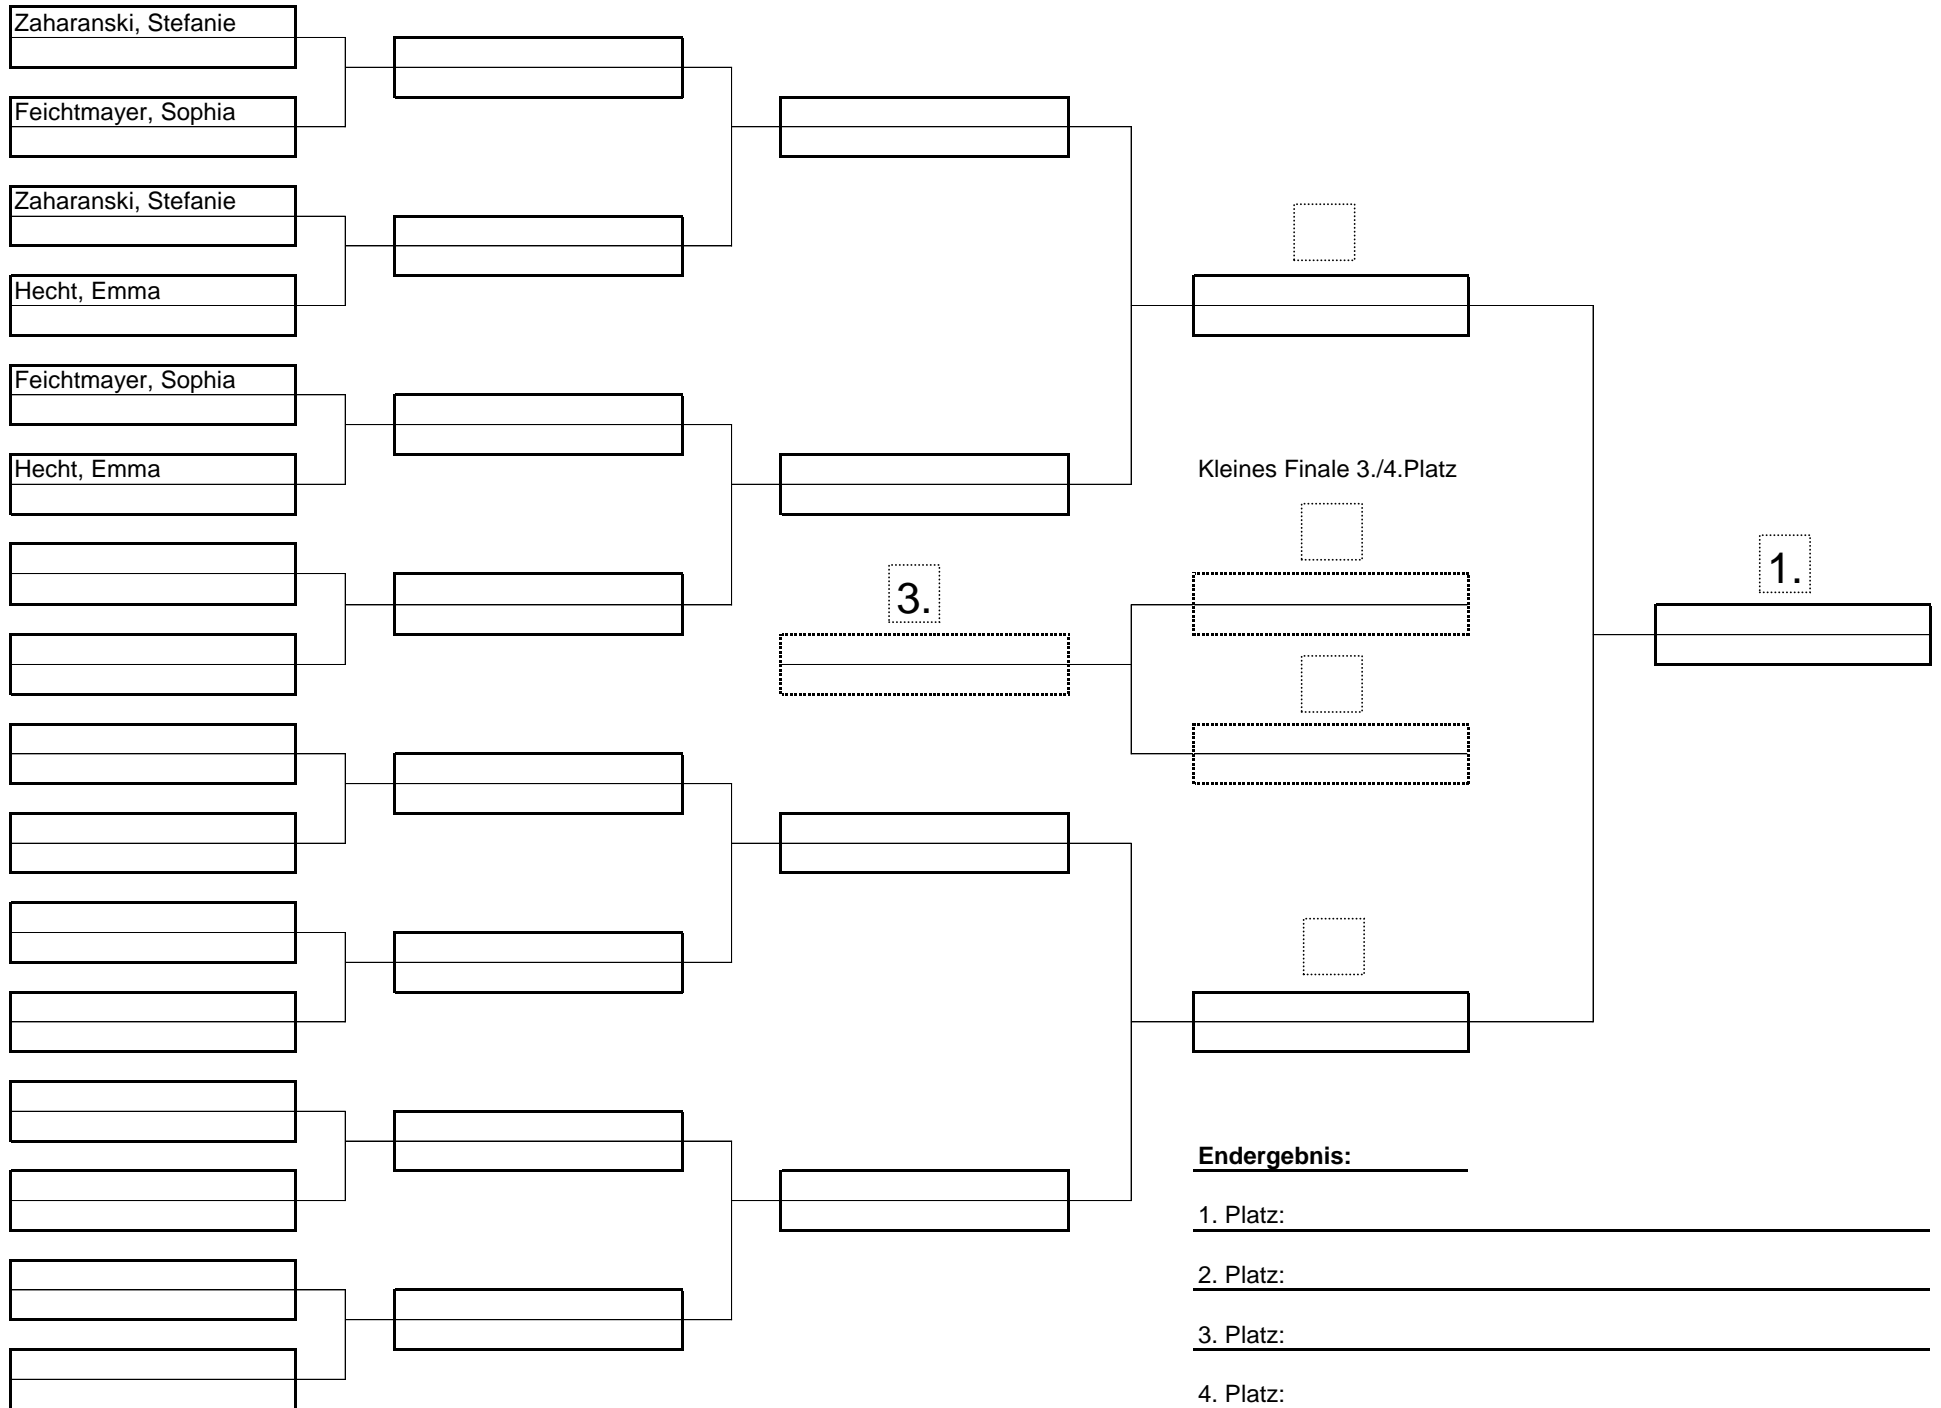 Zaharanski, Stefanie
Feichtmayer, Sophia
Zaharanski, Stefanie
Hecht, Emma
Feichtmayer, Sophia
Hecht, Emma
Kleines Finale 3./4.Platz
3.
1.
Endergebnis:
1. Platz:
2. Platz:
3. Platz:
4. Platz: